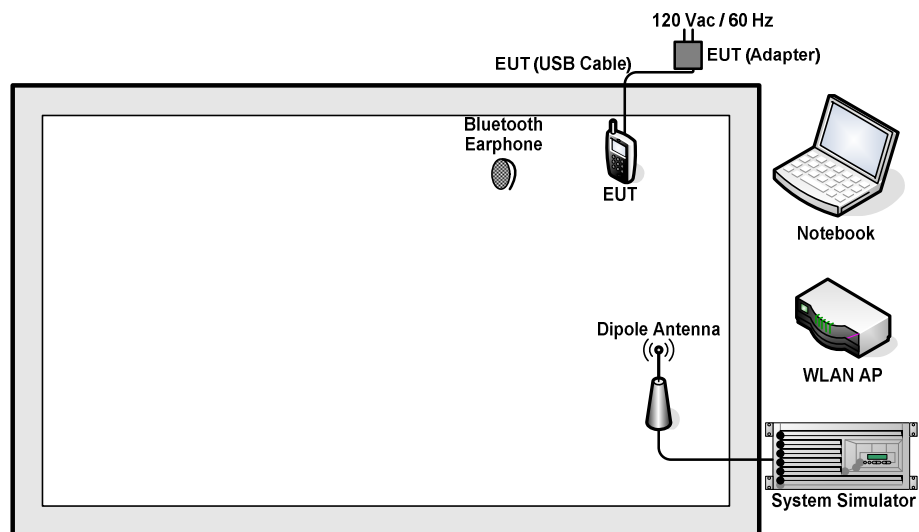 120 Vac / 60 Hz
EUT (USB Cable)
EUT (Adapter)
Bluetooth
Earphone
EUT
Notebook
Dipole Antenna
WLAN AP
System Simulator